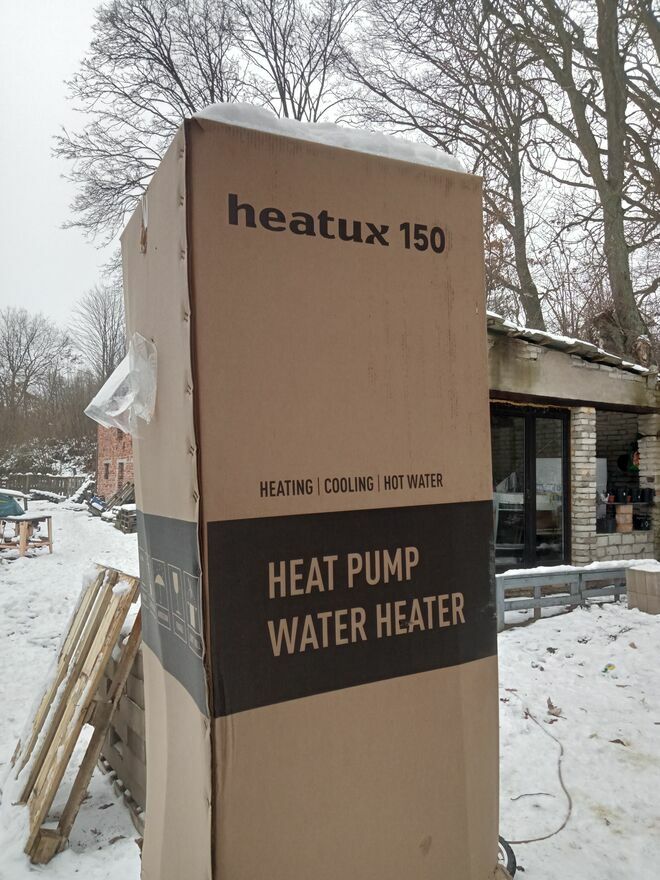 heatux 150
HEATING | COOLING | HOT WATER
HEAT PUMP
WATER HEATER